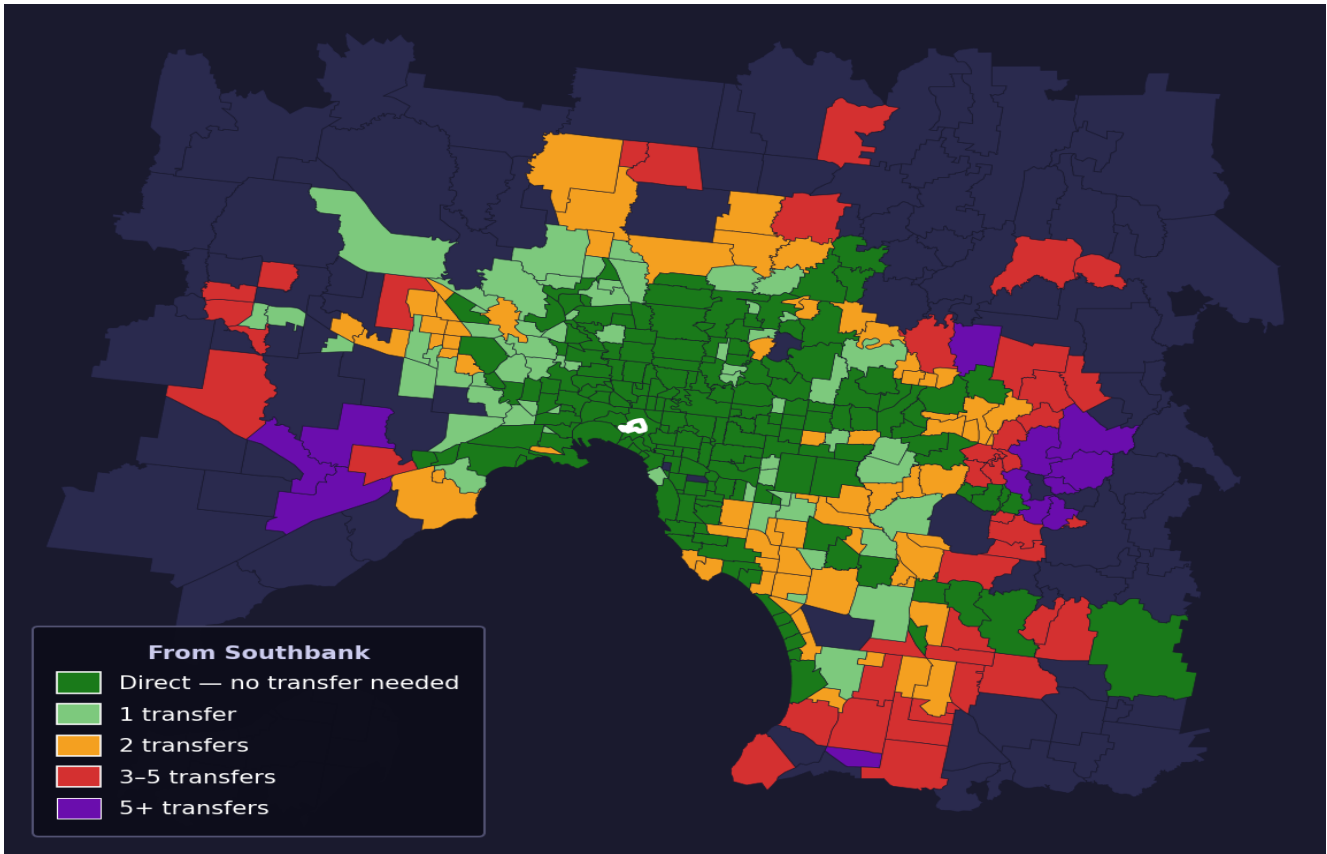 From Southbank
Direct — no transfer needed
1 transfer
2 transfers
3–5 transfers
5+ transfers